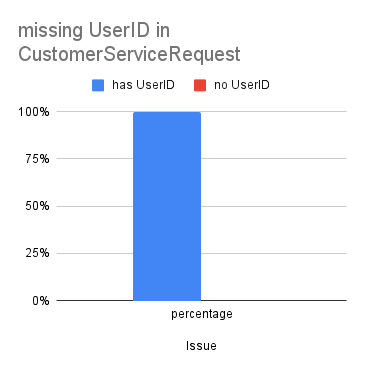 missing UserID in
CustomerServiceRequest
has UserID no UserID
100%
75%
50%
25%
0%
percentage
Issue